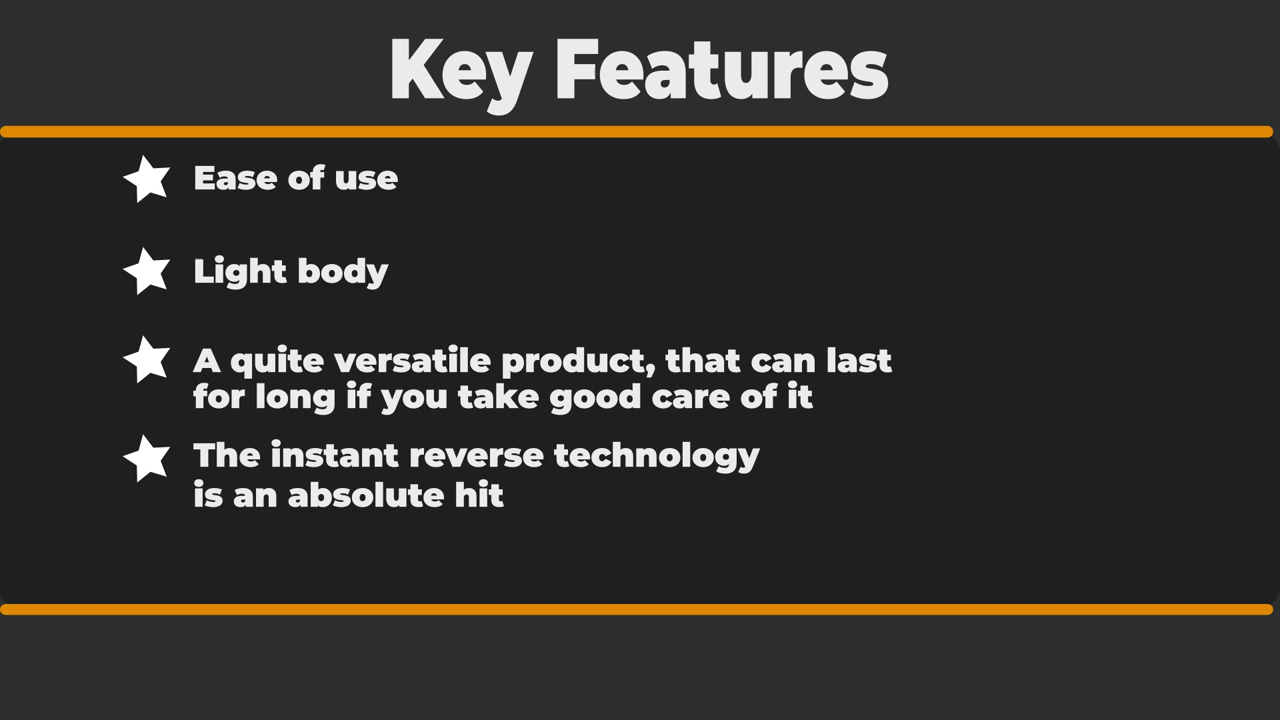 Key Features
Ease of use
Light body
A quite versatile product, that can last
for long if you take good care of it
The instant reverse technology
is an absolute hit